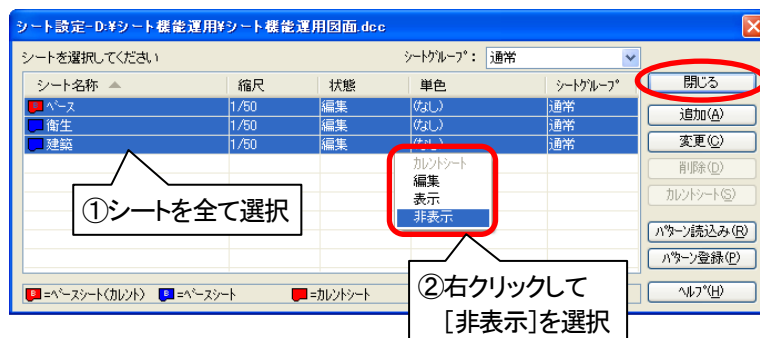 シート設定-D:¥シート機能運用¥シート機能運用図面.dcc
シートを選択してください
シートグループ: 通常
シート名称 縮尺 状態 単色 シートグループ
ベース 1/50 編集 (なし) 通常
衛生 1/50 編集 (なし) 通常
建築 1/50 編集 (なし) 通常
カレントシート
編集
表示
非表示
閉じる
追加(A)
変更(C)
削除(D)
カレントシート(S)
パターン読込み(R)
パターン登録(P)
ヘルプ(H)
①シートを全て選択
②右クリックして
[非表示]を選択
B =ベースシート(カレント) B =ベースシート =カレントシート